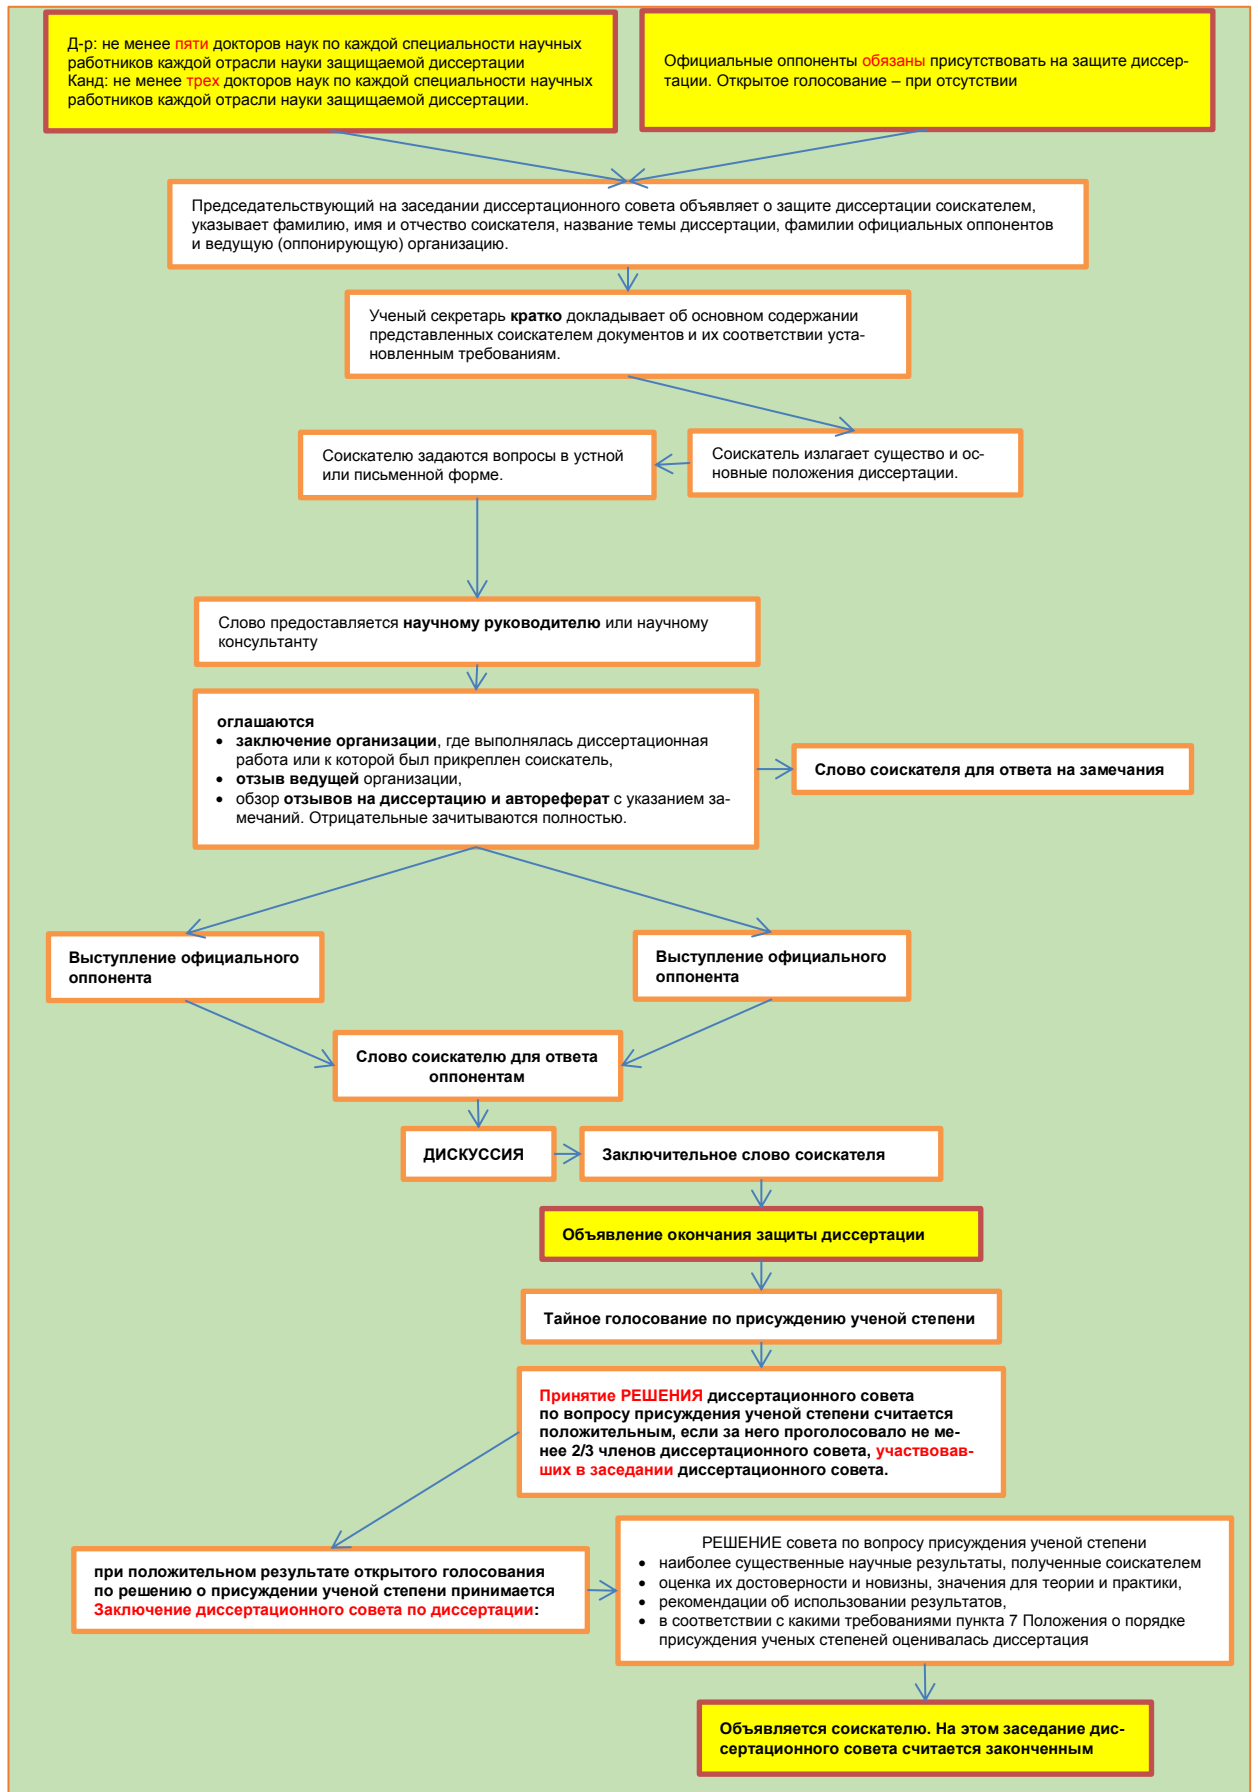 Д-р: не менее пяти докторов наук по каждой специальности научных
работников каждой отрасли науки защищаемой диссертации
Канд: не менее трех докторов наук по каждой специальности научных
работников каждой отрасли науки защищаемой диссертации.
Официальные оппоненты обязаны присутствовать на защите диссер-
тации. Открытое голосование – при отсутствии
Председательствующий на заседании диссертационного совета объявляет о защите диссертации соискателем,
указывает фамилию, имя и отчество соискателя, название темы диссертации, фамилии официальных оппонентов
и ведущую (оппонирующую) организацию.
Ученый секретарь кратко докладывает об основном содержании
представленных соискателем документов и их соответствии уста-
новленным требованиям.
Соискатель излагает существо и ос-
новные положения диссертации.
Соискателю задаются вопросы в устной
или письменной форме.
Слово предоставляется научному руководителю или научному
консультанту
оглашаются
• заключение организации, где выполнялась диссертационная
работа или к которой был прикреплен соискатель,
• отзыв ведущей организации,
• обзор отзывов на диссертацию и автореферат с указанием за-
мечаний. Отрицательные зачитываются полностью.
Слово соискателя для ответа на замечания
Выступление официального
оппонента
Выступление официального
оппонента
Слово соискателю для ответа
оппонентам
ДИСКУССИЯ
Заключительное слово соискателя
Объявление окончания защиты диссертации
Тайное голосование по присуждению ученой степени
Принятие РЕШЕНИЯ диссертационного совета
по вопросу присуждения ученой степени считается
положительным, если за него проголосовало не ме-
нее 2/3 членов диссертационного совета, участвовав-
ших в заседании диссертационного совета.
при положительном результате открытого голосования
по решению о присуждении ученой степени принимается
Заключение диссертационного совета по диссертации:
РЕШЕНИЕ совета по вопросу присуждения ученой степени
• наиболее существенные научные результаты, полученные соискателем
• оценка их достоверности и новизны, значения для теории и практики,
• рекомендации об использовании результатов,
• в соответствии с какими требованиями пункта 7 Положения о порядке
присуждения ученых степеней оценивалась диссертация
Объявляется соискателю. На этом заседание дис-
сертационного совета считается законченным